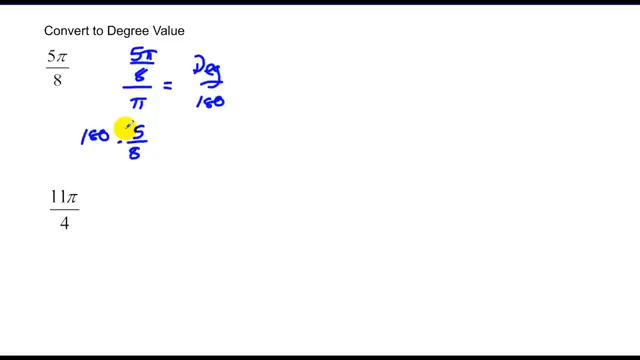 Convert to Degree Value
5π/8
(5π/8)/π = Deg/180
180 · 5/8
11π/4